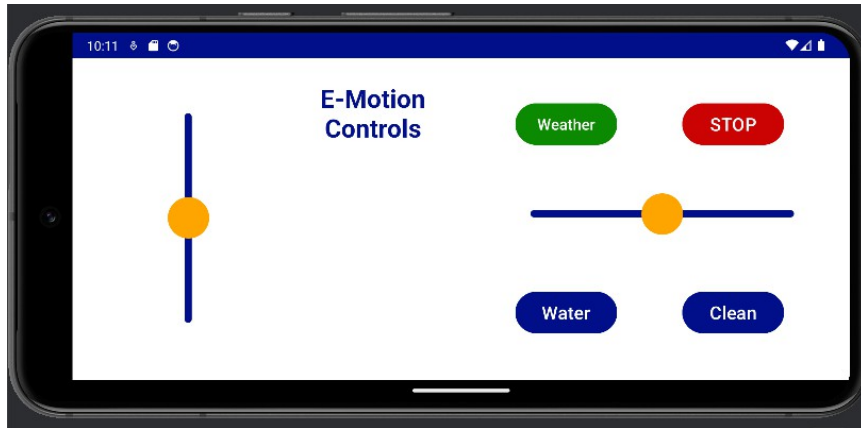 10:11
E-Motion
Controls
Weather
STOP
Water
Clean